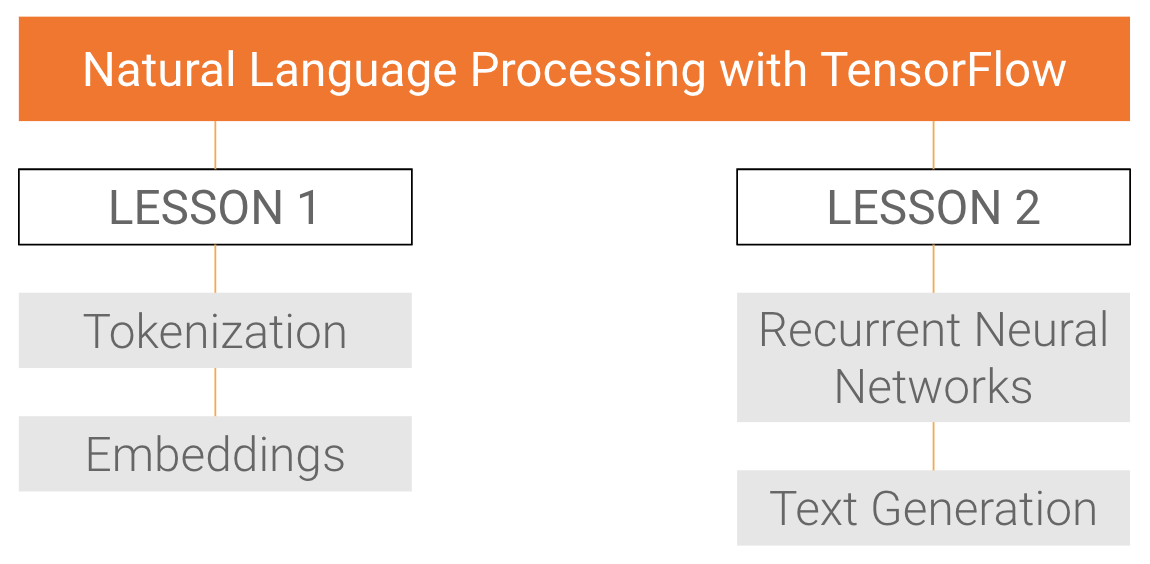 Natural Language Processing with TensorFlow
LESSON 1
Tokenization
Embeddings
LESSON 2
Recurrent Neural
Networks
Text Generation